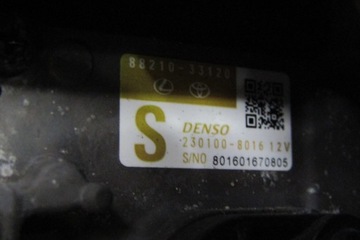 88210-33120
S
DENSO
230100-8016 12V
S/NO 801601670805